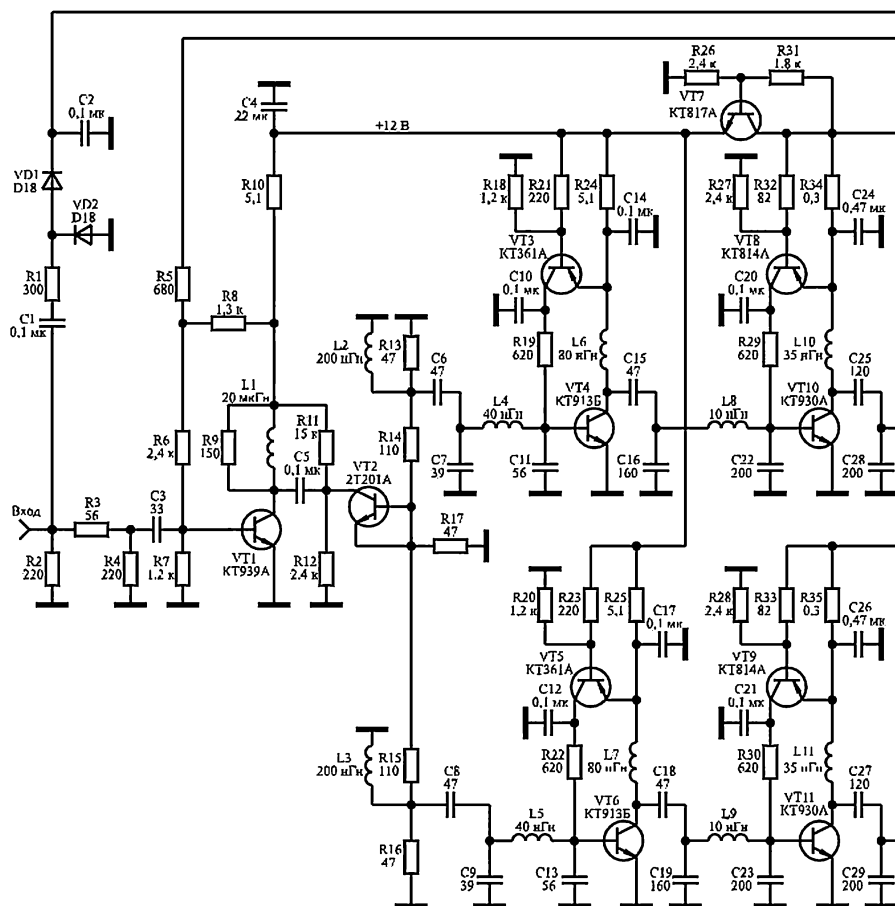 R26
2,4 к
R31
1,8 к
VT7
КТ817А
C4
22 мк
+12 В
C2
0,1 мк
VD1
D18
VD2
D18
R10
5,1
R18
1,2 к
R21
220
R24
5,1
C14
0,1 мк
R27
2,4 к
R32
82
R34
0,3
C24
0,47 мк
VT3
КТ361А
VT8
КТ814А
R1
300
R5
680
R8
1,3 к
C10
0,1 мк
C20
0,1 мк
C1
0,1 мк
L2
200 нГн
R13
47
R19
620
L6
80 нГн
R29
620
L10
35 нГн
C6
47
C15
47
C25
120
L1
20 мкГн
VT4
КТ913Б
VT10
КТ930А
L4
40 нГн
L8
10 нГн
R9
150
R11
15 к
R6
2,4 к
R14
110
C5
0,1 мк
VT2
2Т201А
C7
39
C11
56
C16
160
C22
200
C28
200
Вход
R3
56
C3
33
R17
47
R2
220
R4
220
R7
1,2 к
VT1
КТ939А
R12
2,4 к
R20
1,2 к
R23
220
R25
5,1
C17
0,1 мк
R28
2,4 к
R33
82
R35
0,3
C26
0,47 мк
VT5
КТ361А
VT9
КТ814А
C12
0,1 мк
C21
0,1 мк
L3
200 нГн
R15
110
R22
620
L7
80 нГн
R30
620
L11
35 нГн
C8
47
C18
47
C27
120
VT6
КТ913Б
VT11
КТ930А
L5
40 нГн
L9
10 нГн
R16
47
C9
39
C13
56
C19
160
C23
200
C29
200